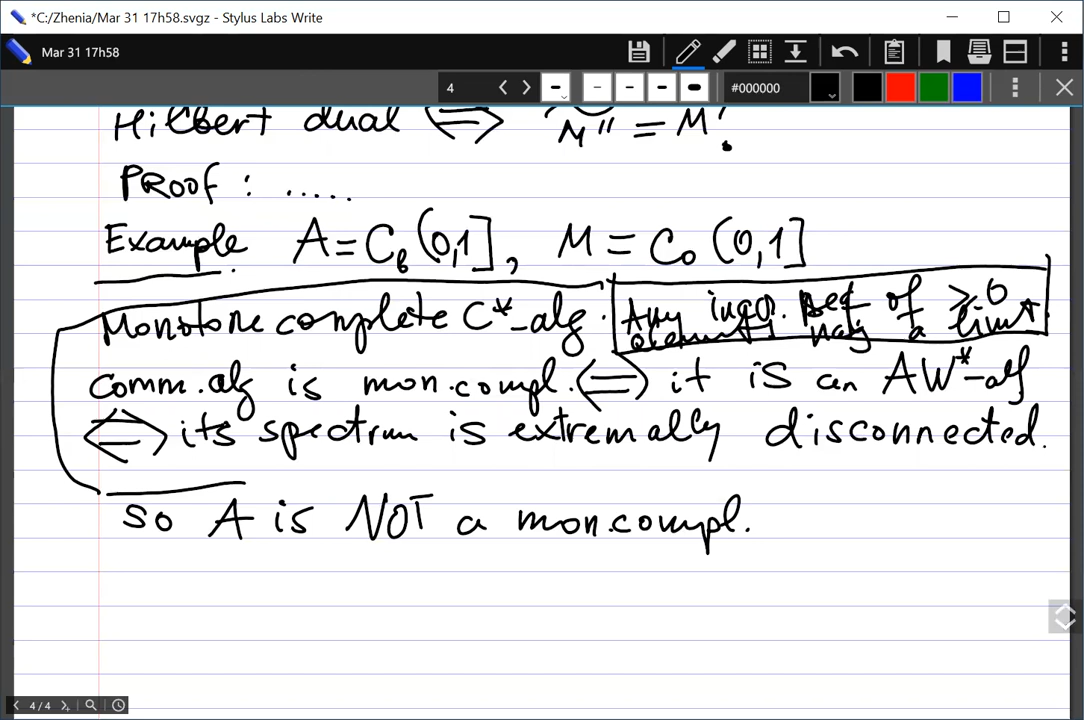 *C:/Zhenia/Mar 31 17h58.svgz - Stylus Labs Write
Mar 31 17h58
4
#000000
Hilbert dual ⟺ M'' = M'.
PROOF : .....
Example A = C_b(0,1], M = C_0(0,1]
Monotone complete C*-alg. Any incr. seq. of ≥0
elements has a limit
comm. alg is mon. compl. ⟺ it is an AW*-alg
⟺ its spectrum is extremally disconnected.
so A is NOT a mon. compl.
4/4